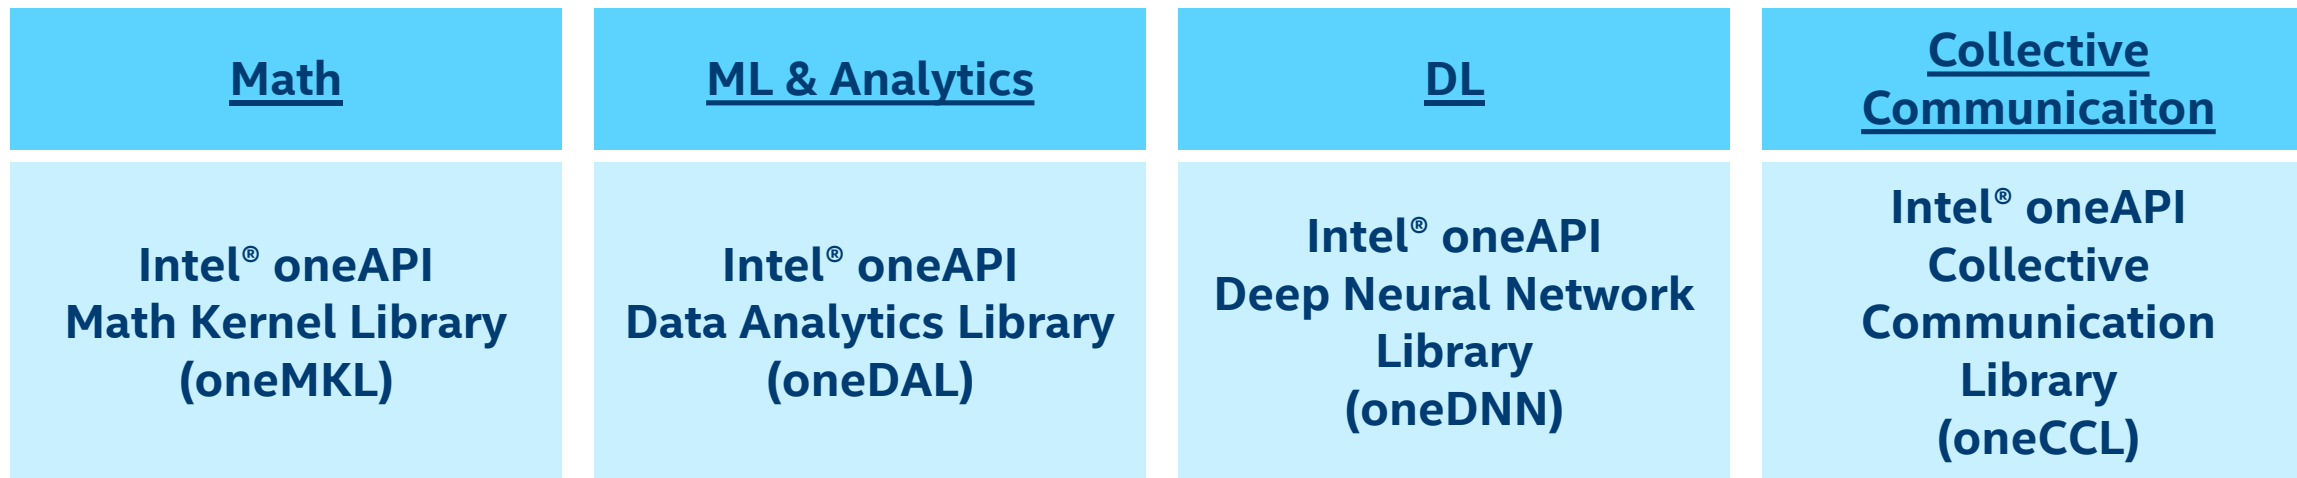 Math
Intel® oneAPI
Math Kernel Library
(oneMKL)
ML & Analytics
Intel® oneAPI
Data Analytics Library
(oneDAL)
DL
Intel® oneAPI
Deep Neural Network
Library
(oneDNN)
Collective
Communicaiton
Intel® oneAPI
Collective
Communication
Library
(oneCCL)